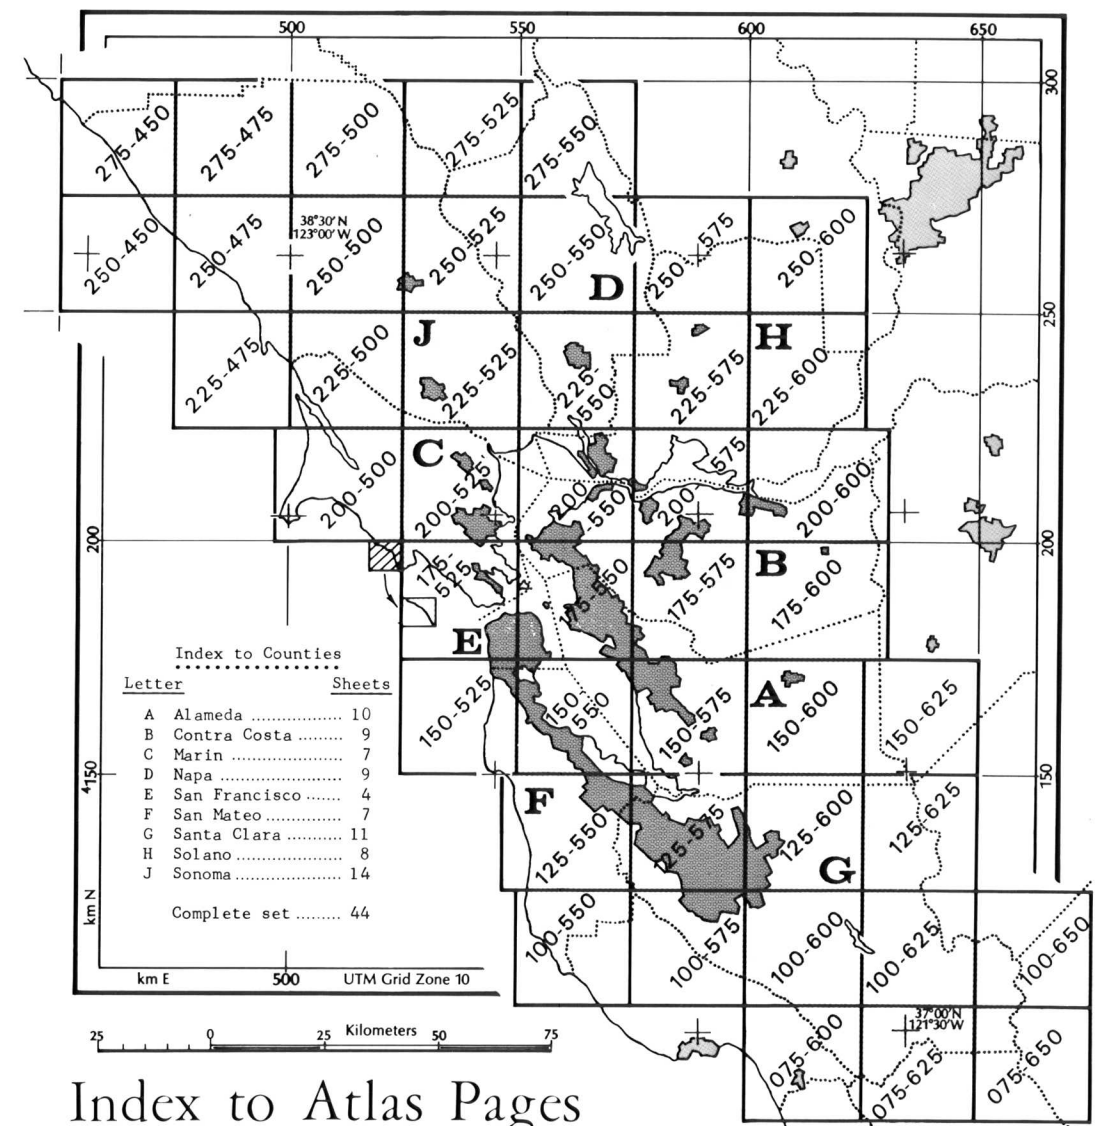 500 550 600 650
300
275-450 275-475 275-500 275-525 275-550
38°30'N
123°00'W
250-450 250-475 250-500 250-525 250-550 250-575 250-600
D
250
J H
225-475 225-500 225-525 225-550 225-575 225-600
C
200-500 200-525 200-550 200-575 200-600
200 200
B
175-525 175-550 175-575 175-600
E
A
150-525 150-550 150-575 150-600 150-625
Index to Counties
Letter Sheets
A Alameda .................. 10
B Contra Costa ......... 9
C Marin ..................... 7
D Napa ....................... 9
E San Francisco ....... 4
F San Mateo ............... 7
G Santa Clara ........... 11
H Solano ..................... 8
J Sonoma ..................... 14
Complete set ......... 44
4150 150
F
125-550 125-575 125-600 125-625
G
km N
100-550 100-575 100-600 100-625 100-650
km E 500 UTM Grid Zone 10
37°00'N
121°30'W
075-600 075-625 075-650
25 0 25 Kilometers 50 75
Index to Atlas Pages